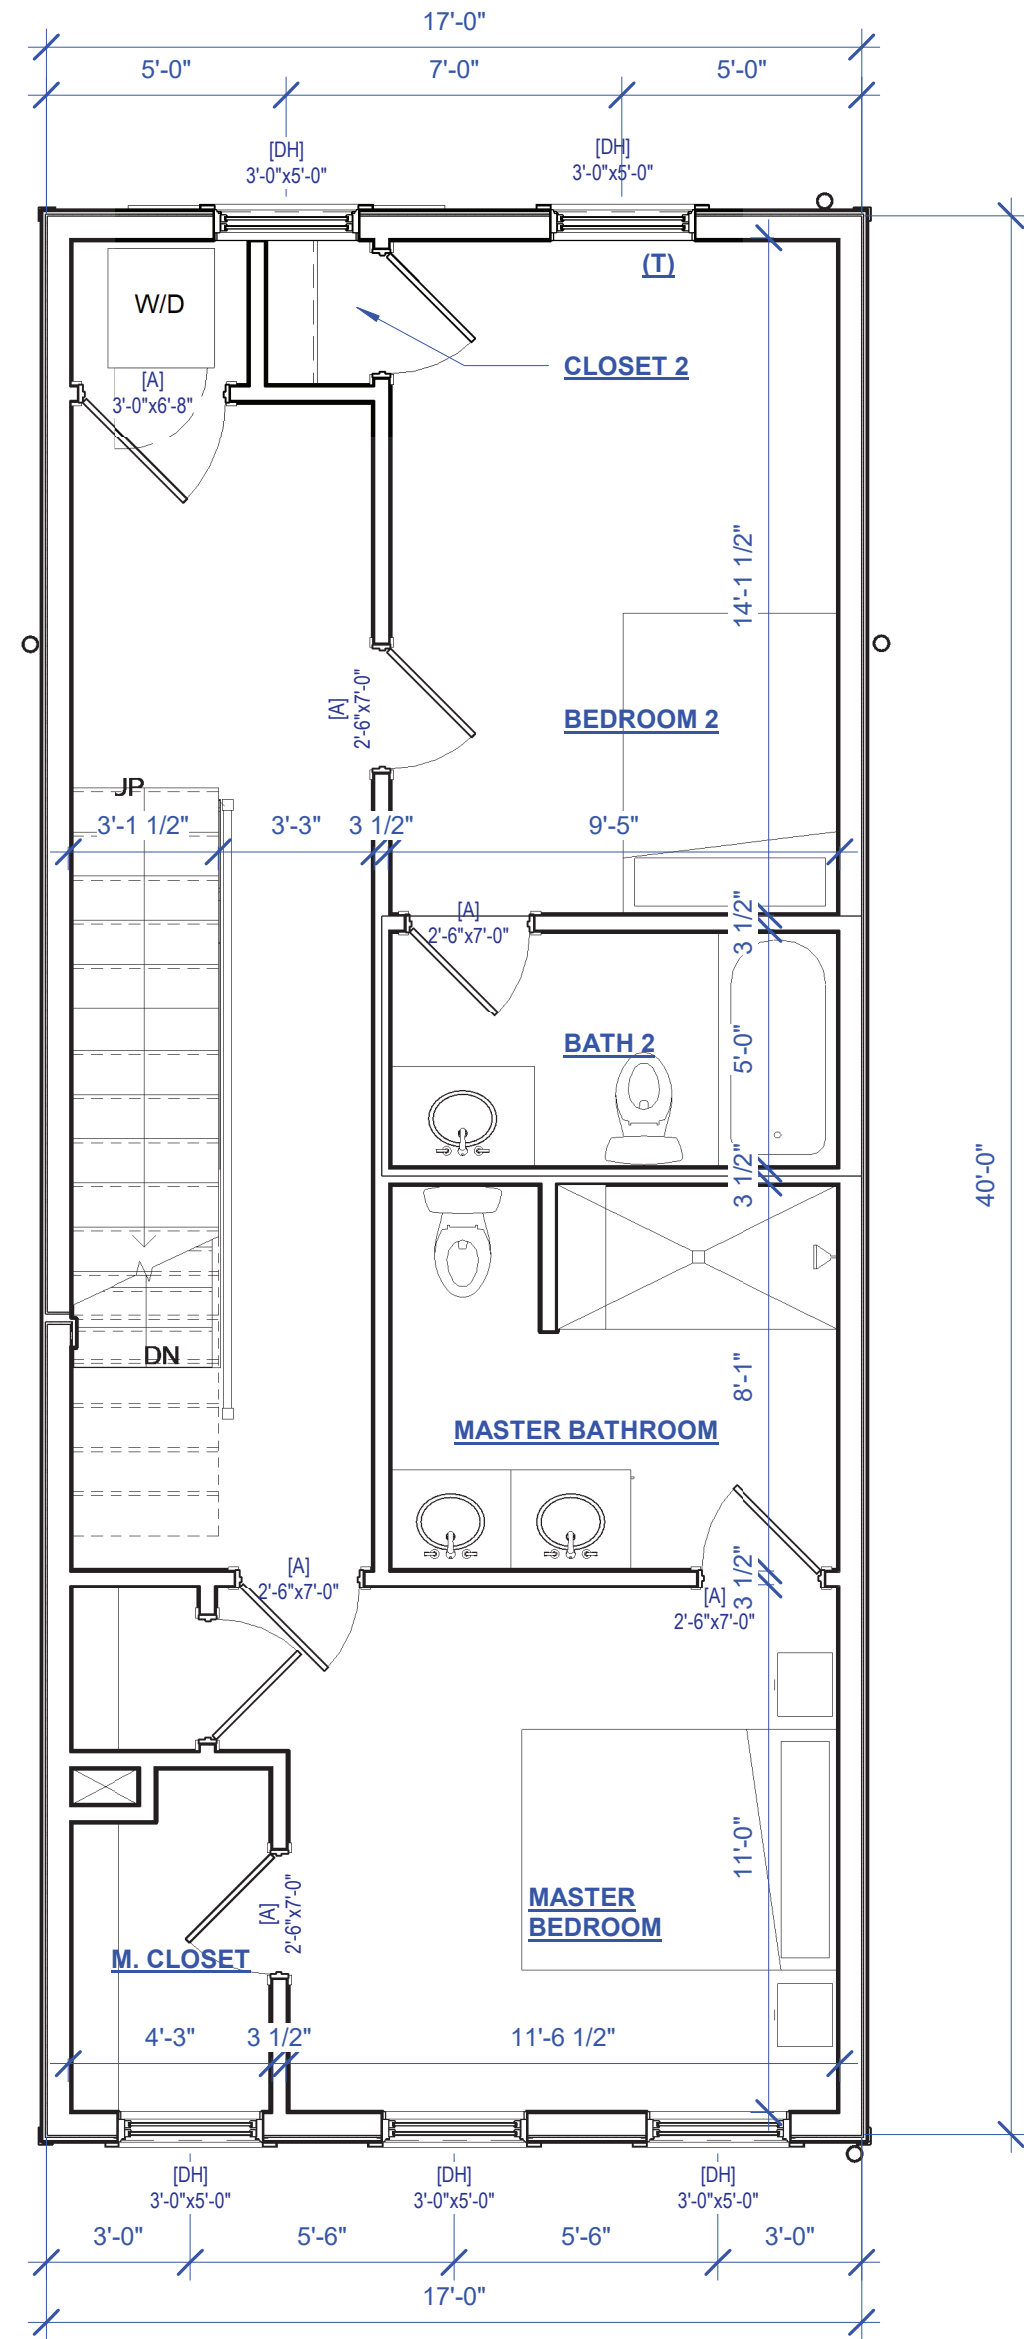 17'-0"
5'-0" 7'-0" 5'-0"
[DH] [DH]
3'-0"x5'-0" 3'-0"x5'-0"
(T)
W/D
CLOSET 2
[A]
3'-0"x6'-8"
14'-1 1/2"
[A]
2'-6"x7'-0"
BEDROOM 2
JP
3'-1 1/2" 3'-3" 3 1/2" 9'-5"
[A]
2'-6"x7'-0"
3 1/2"
BATH 2
5'-0"
3 1/2"
40'-0"
DN
8'-1"
MASTER BATHROOM
[A]
2'-6"x7'-0"
3 1/2"
[A]
2'-6"x7'-0"
11'-0"
MASTER
BEDROOM
[A]
2'-6"x7'-0"
M. CLOSET
4'-3" 3 1/2" 11'-6 1/2"
[DH] [DH] [DH]
3'-0"x5'-0" 3'-0"x5'-0" 3'-0"x5'-0"
3'-0" 5'-6" 5'-6" 3'-0"
17'-0"